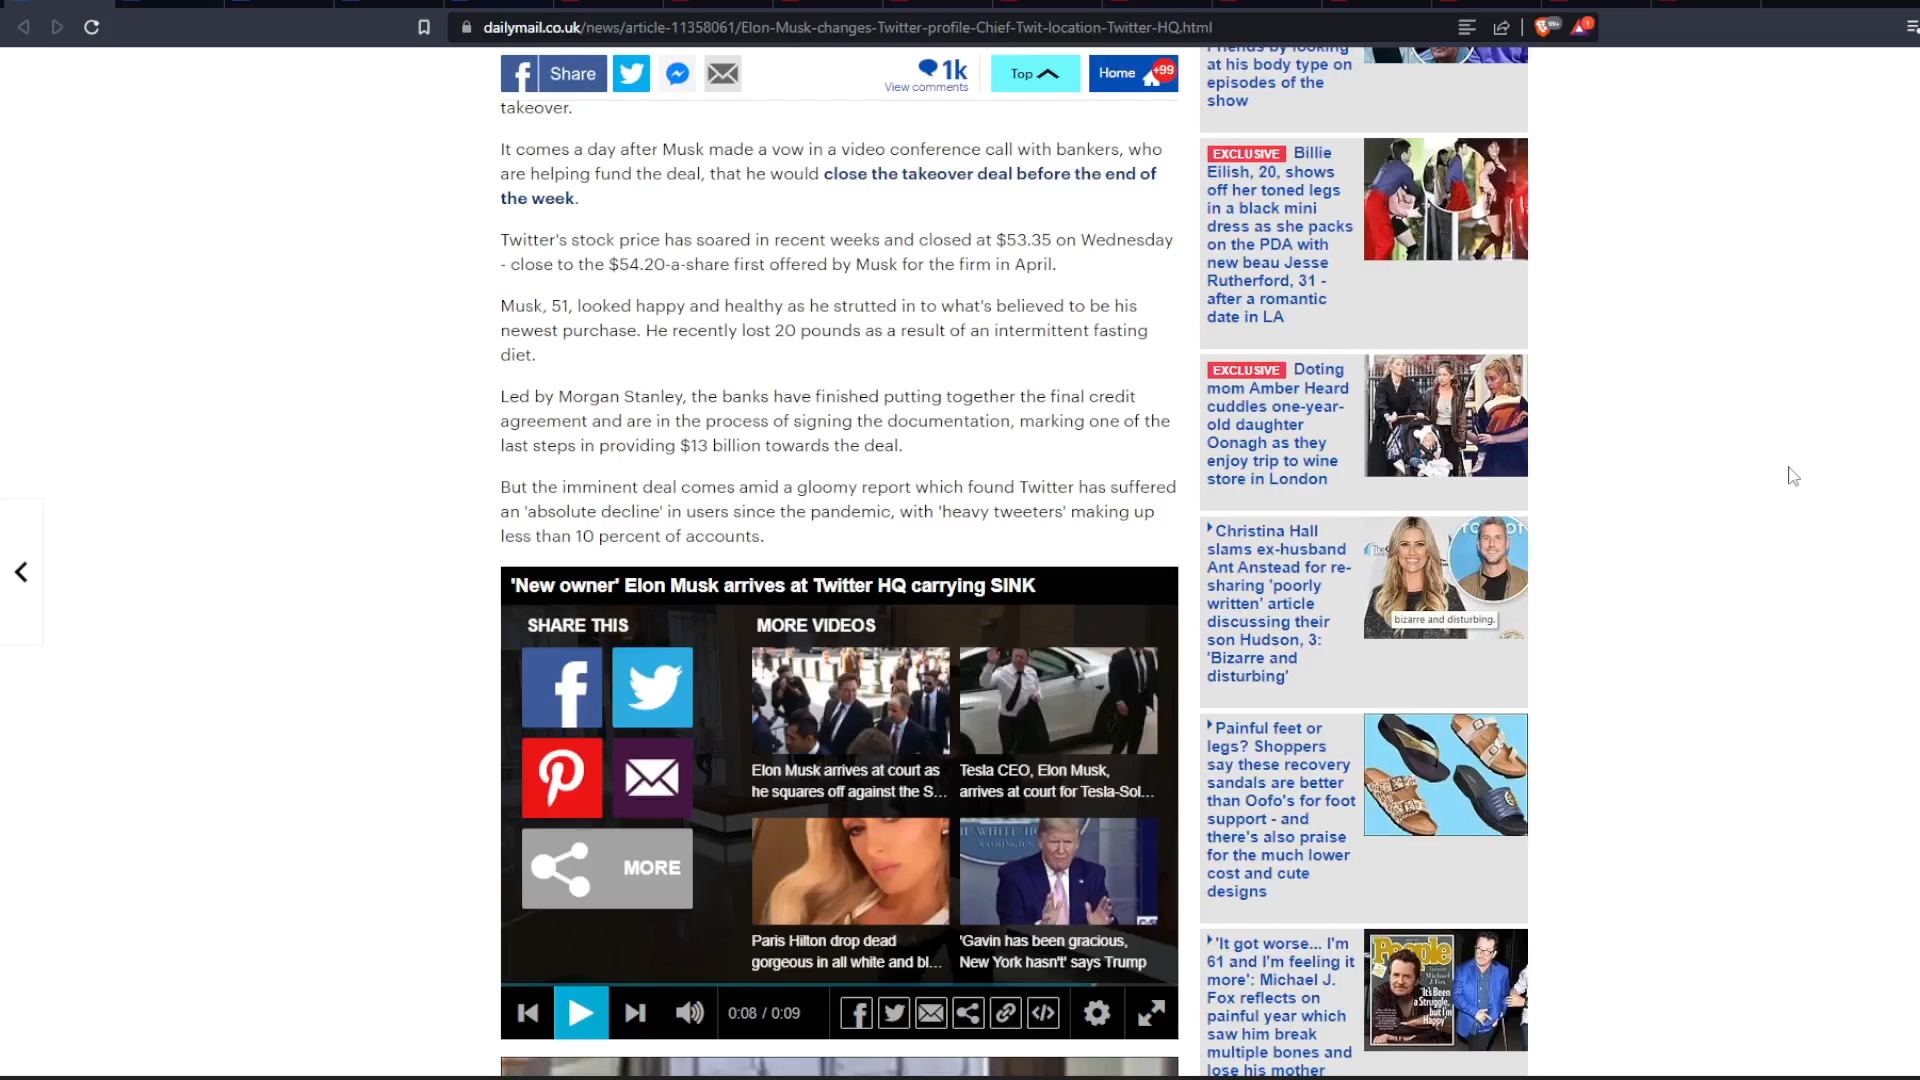 dailymail.co.uk/news/article-11358061/Elon-Musk-changes-Twitter-profile-Chief-Twit-location-Twitter-HQ.html
Share
1k
View comments
Top
Home
+99
takeover.
It comes a day after Musk made a vow in a video conference call with bankers, who
are helping fund the deal, that he would close the takeover deal before the end of
the week.
Twitter's stock price has soared in recent weeks and closed at $53.35 on Wednesday
- close to the $54.20-a-share first offered by Musk for the firm in April.
Musk, 51, looked happy and healthy as he strutted in to what's believed to be his
newest purchase. He recently lost 20 pounds as a result of an intermittent fasting
diet.
Led by Morgan Stanley, the banks have finished putting together the final credit
agreement and are in the process of signing the documentation, marking one of the
last steps in providing $13 billion towards the deal.
But the imminent deal comes amid a gloomy report which found Twitter has suffered
an 'absolute decline' in users since the pandemic, with 'heavy tweeters' making up
less than 10 percent of accounts.
'New owner' Elon Musk arrives at Twitter HQ carrying SINK
SHARE THIS
MORE VIDEOS
MORE
Elon Musk arrives at court as
he squares off against the S...
Tesla CEO, Elon Musk,
arrives at court for Tesla-Sol...
Paris Hilton drop dead
gorgeous in all white and bl...
'Gavin has been gracious,
New York hasn't' says Trump
0:08 / 0:09
Friends by looking
at his body type on
episodes of the
show
EXCLUSIVE Billie
Eilish, 20, shows
off her toned legs
in a black mini
dress as she packs
on the PDA with
new beau Jesse
Rutherford, 31 -
after a romantic
date in LA
EXCLUSIVE Doting
mom Amber Heard
cuddles one-year-
old daughter
Oonagh as they
enjoy trip to wine
store in London
Christina Hall
slams ex-husband
Ant Anstead for re-
sharing 'poorly
written' article
discussing their
son Hudson, 3:
'Bizarre and
disturbing'
bizarre and disturbing.
Painful feet or
legs? Shoppers
say these recovery
sandals are better
than Oofo's for foot
support - and
there's also praise
for the much lower
cost and cute
designs
'It got worse... I'm
61 and I'm feeling it
more': Michael J.
Fox reflects on
painful year which
saw him break
multiple bones and
lose his mother
People
'It's Been
a Struggle,
but I'm
Happy'